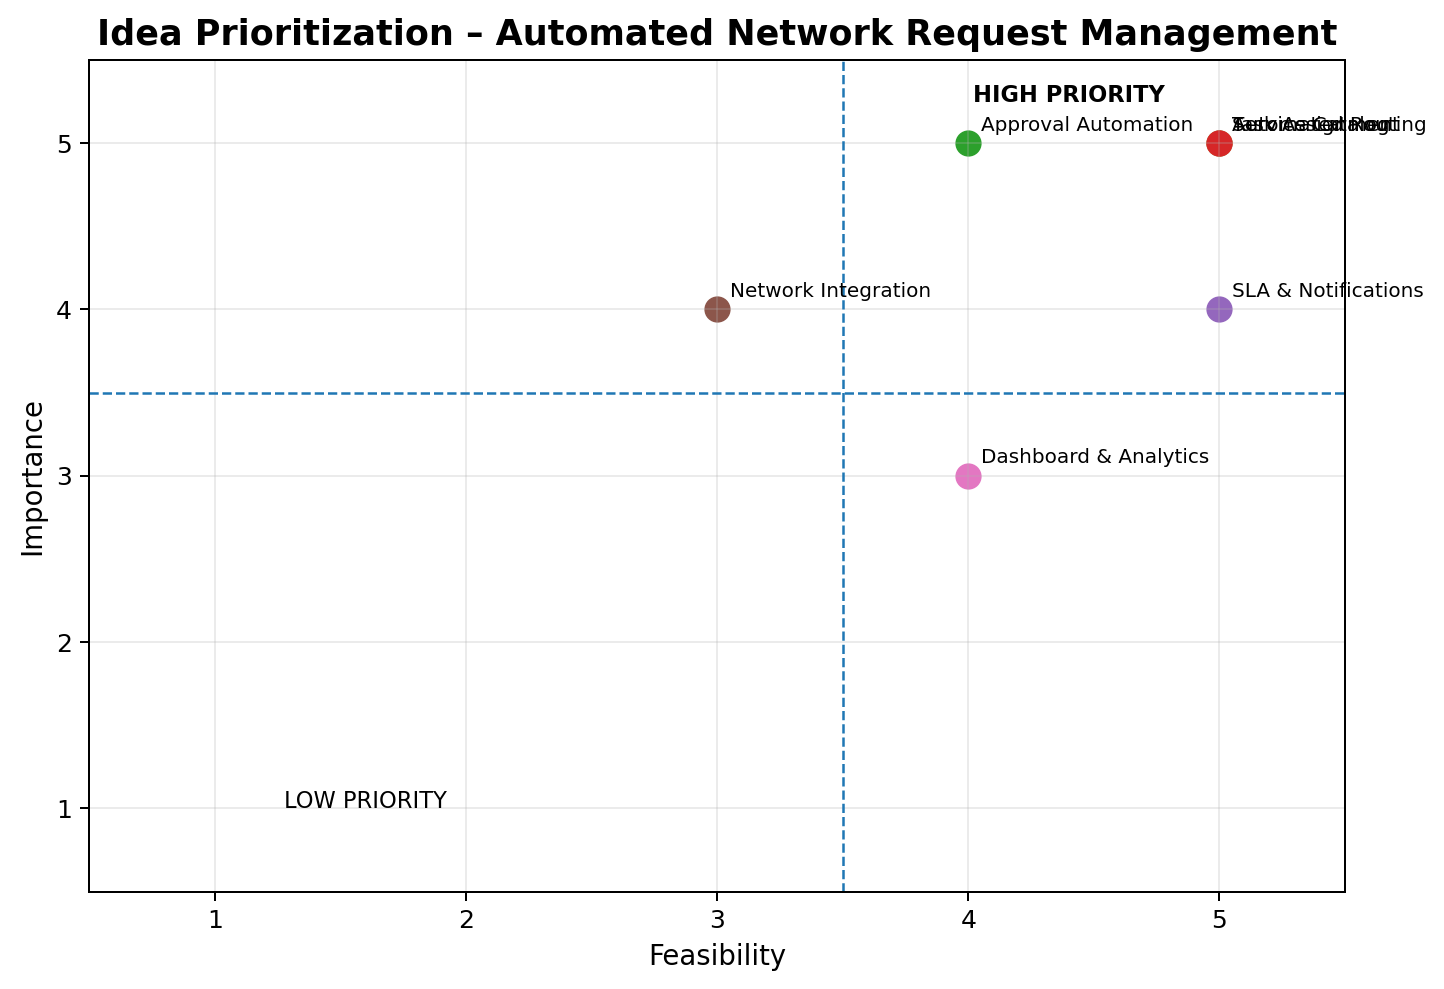 Idea Prioritization – Automated Network Request Management
HIGH PRIORITY
Approval Automation
5
Network Integration
SLA & Notifications
4
Importance
Dashboard & Analytics
3
2
LOW PRIORITY
1
1 2 3 4 5
Feasibility